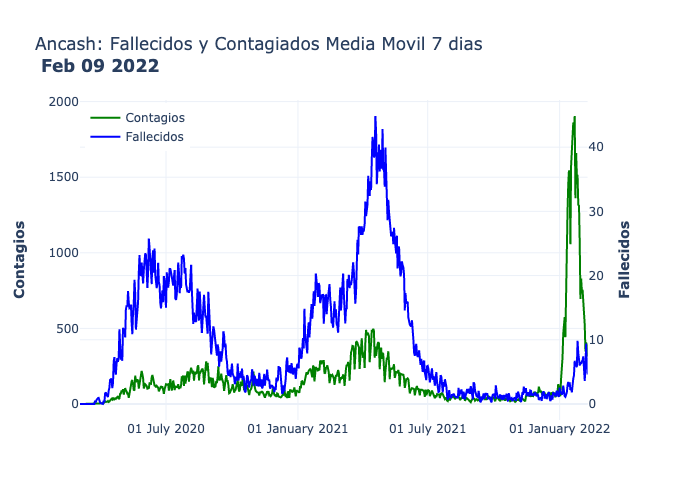 Ancash: Fallecidos y Contagiados Media Movil 7 dias
Feb 09 2022
Contagios
Fallecidos
2000
1500
1000
500
0
Contagios
40
30
20
10
0
Fallecidos
01 July 2020
01 January 2021
01 July 2021
01 January 2022